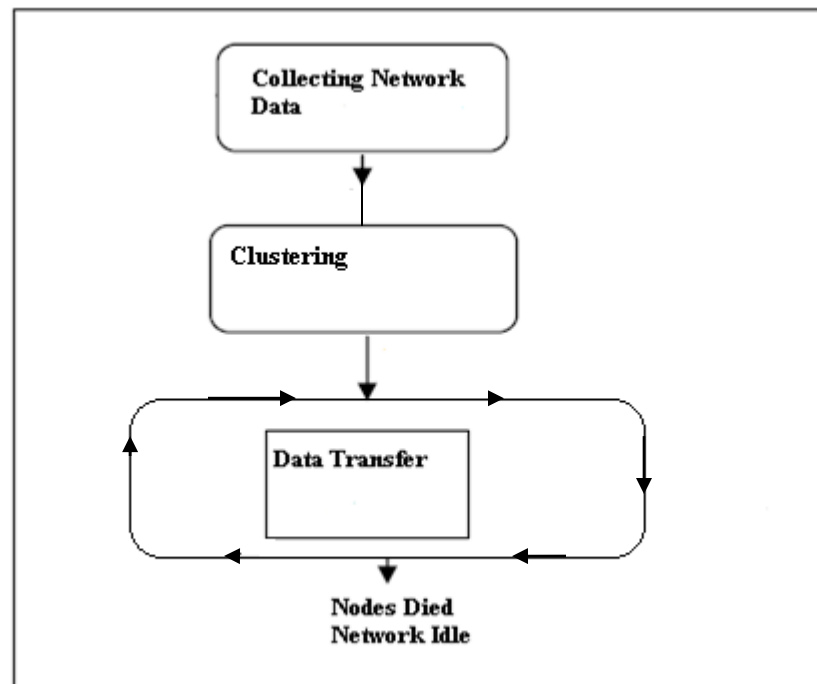 Collecting Network
Data
Clustering
Data Transfer
Nodes Died
Network Idle